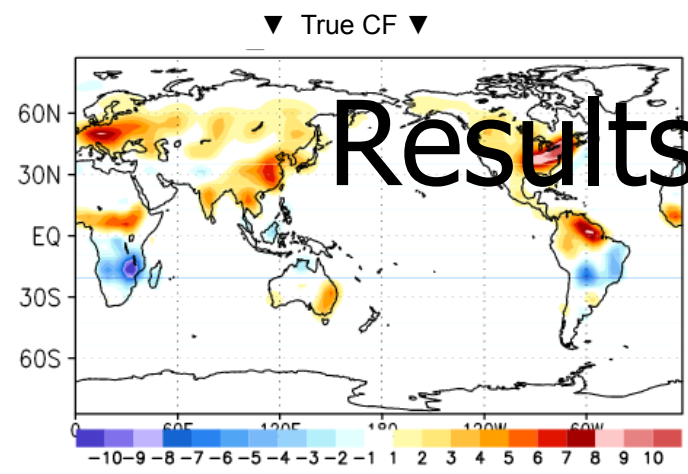 ▼ True CF ▼
Results
60N
30N
EQ
30S
60S
0 60E 120E 180 120W 60W
-10 -9 -8 -7 -6 -5 -4 -3 -2 -1 1 2 3 4 5 6 7 8 9 10